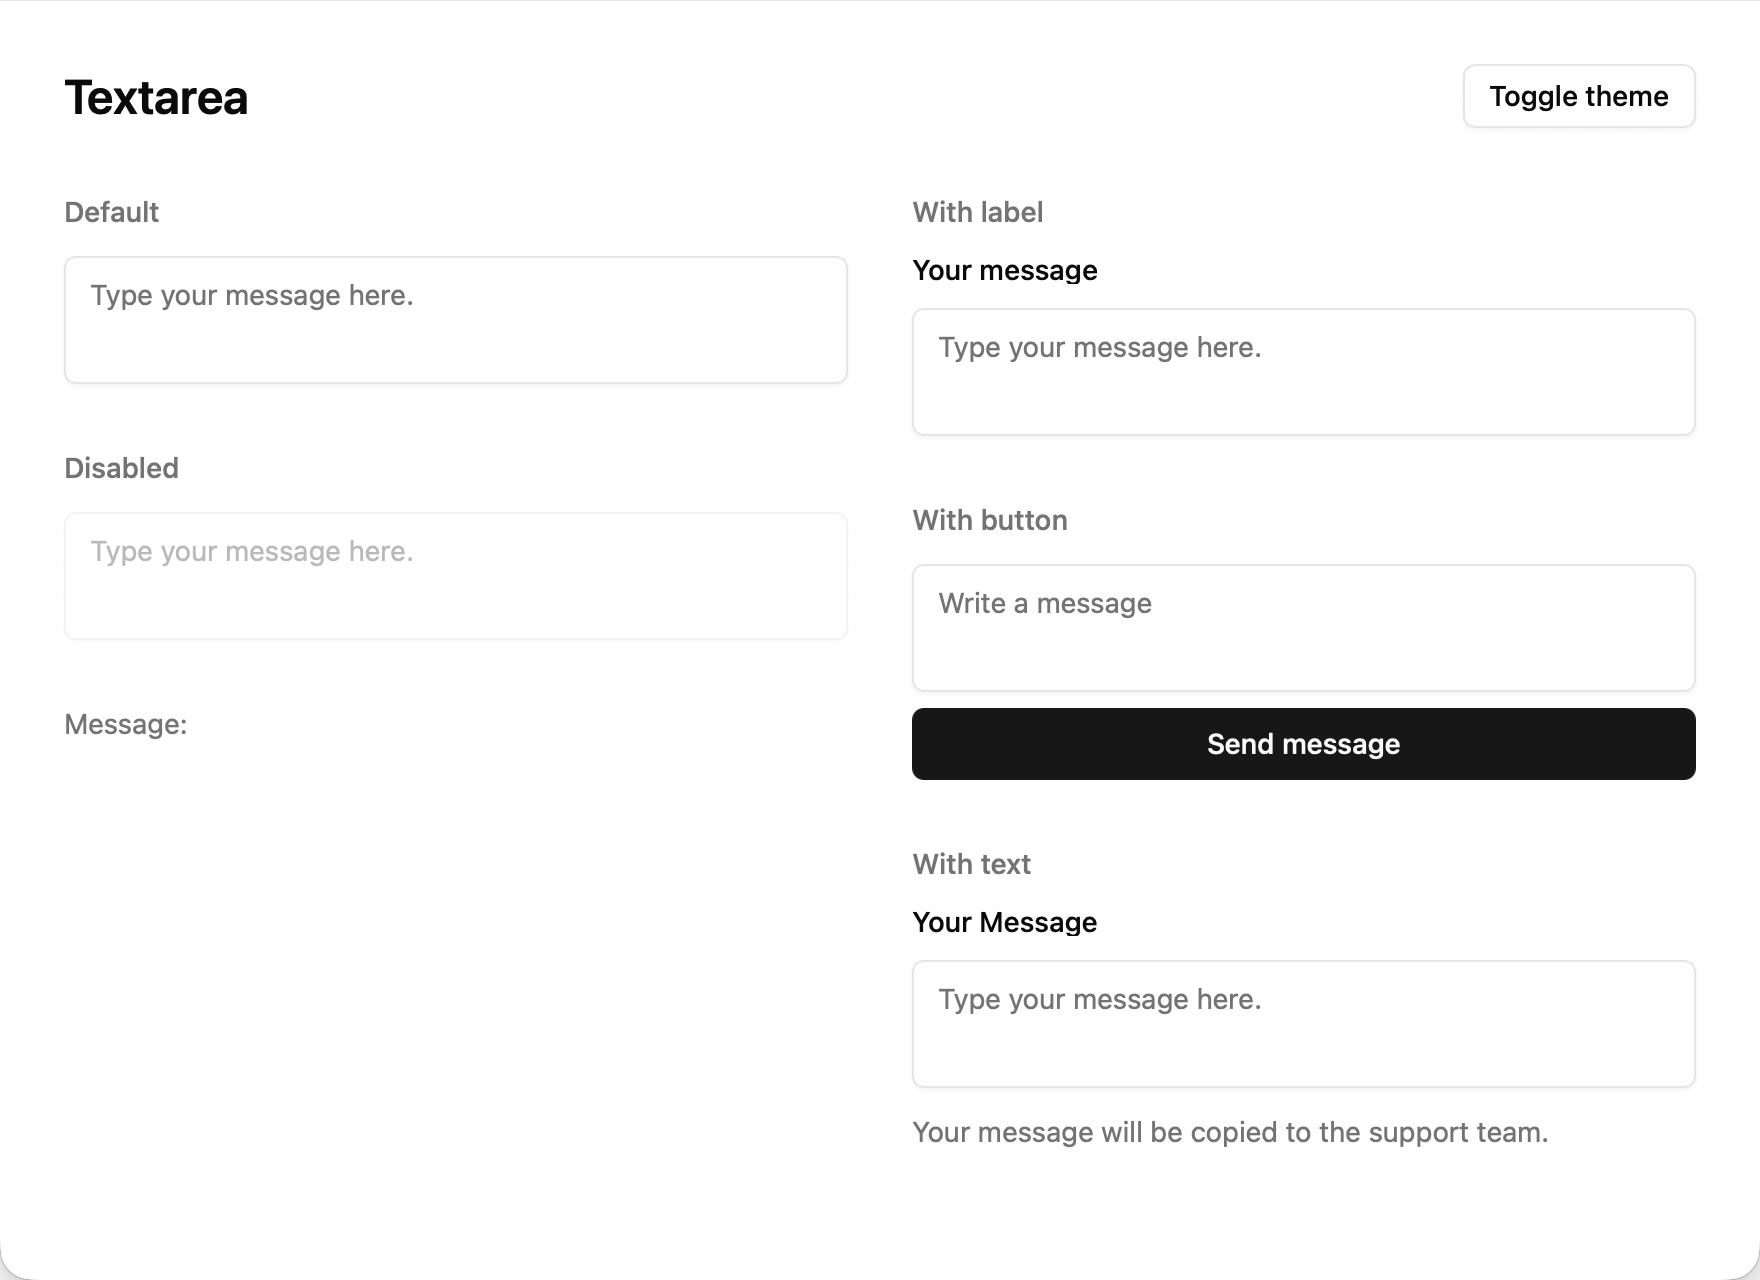 Textarea
Toggle theme
Default
Type your message here.
Disabled
Type your message here.
Message:
With label
Your message
Type your message here.
With button
Write a message
Send message
With text
Your Message
Type your message here.
Your message will be copied to the support team.